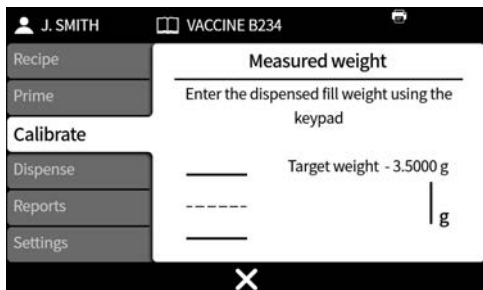 J. SMITH
VACCINE B234
Recipe
Prime
Calibrate
Dispense
Reports
Settings
Measured weight
Enter the dispensed fill weight using the
keypad
Target weight - 3.5000 g
g